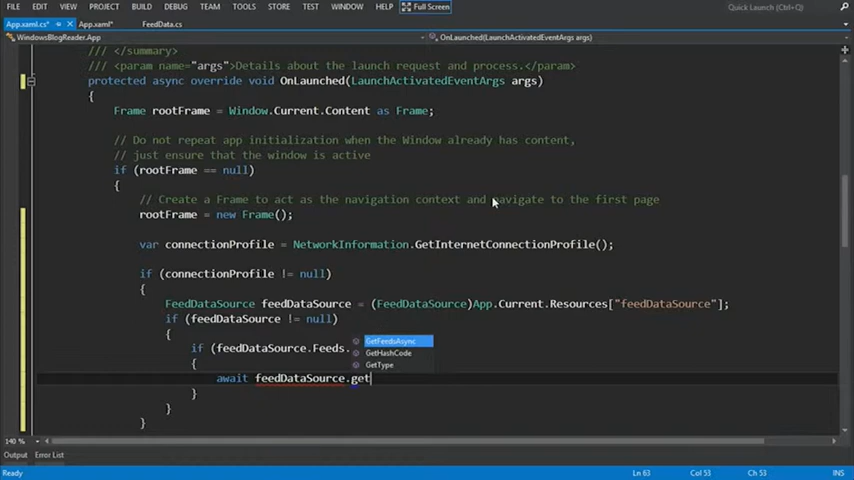 FILE EDIT VIEW PROJECT BUILD DEBUG TEAM TOOLS STORE TEST WINDOW HELP Full Screen Quick Launch (Ctrl+Q)
App.xaml.cs* App.xaml* FeedData.cs
WindowsBlogReader.App OnLaunched(LaunchActivatedEventArgs args)
/// </summary>
/// <param name="args">Details about the launch request and process.</param>
protected async override void OnLaunched(LaunchActivatedEventArgs args)
{
Frame rootFrame = Window.Current.Content as Frame;
// Do not repeat app initialization when the Window already has content,
// just ensure that the window is active
if (rootFrame == null)
{
// Create a Frame to act as the navigation context and navigate to the first page
rootFrame = new Frame();
var connectionProfile = NetworkInformation.GetInternetConnectionProfile();
if (connectionProfile != null)
{
FeedDataSource feedDataSource = (FeedDataSource)App.Current.Resources["feedDataSource"];
if (feedDataSource != null)
{
GetFeedsAsync
if (feedDataSource.Feeds.
GetHashCode
{
GetType
await feedDataSource.get
}
}
}
140 %
Output Error List
Ready Ln 63 Col 53 Ch 53 INS